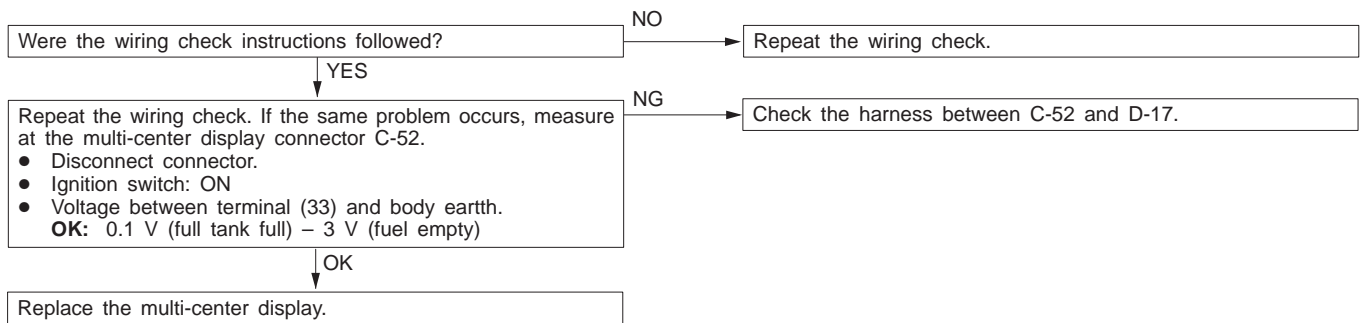 NO
Were the wiring check instructions followed?
Repeat the wiring check.
YES
NG
Repeat the wiring check. If the same problem occurs, measure
at the multi-center display connector C-52.
● Disconnect connector.
● Ignition switch: ON
● Voltage between terminal (33) and body eartth.
OK: 0.1 V (full tank full) – 3 V (fuel empty)
Check the harness between C-52 and D-17.
OK
Replace the multi-center display.